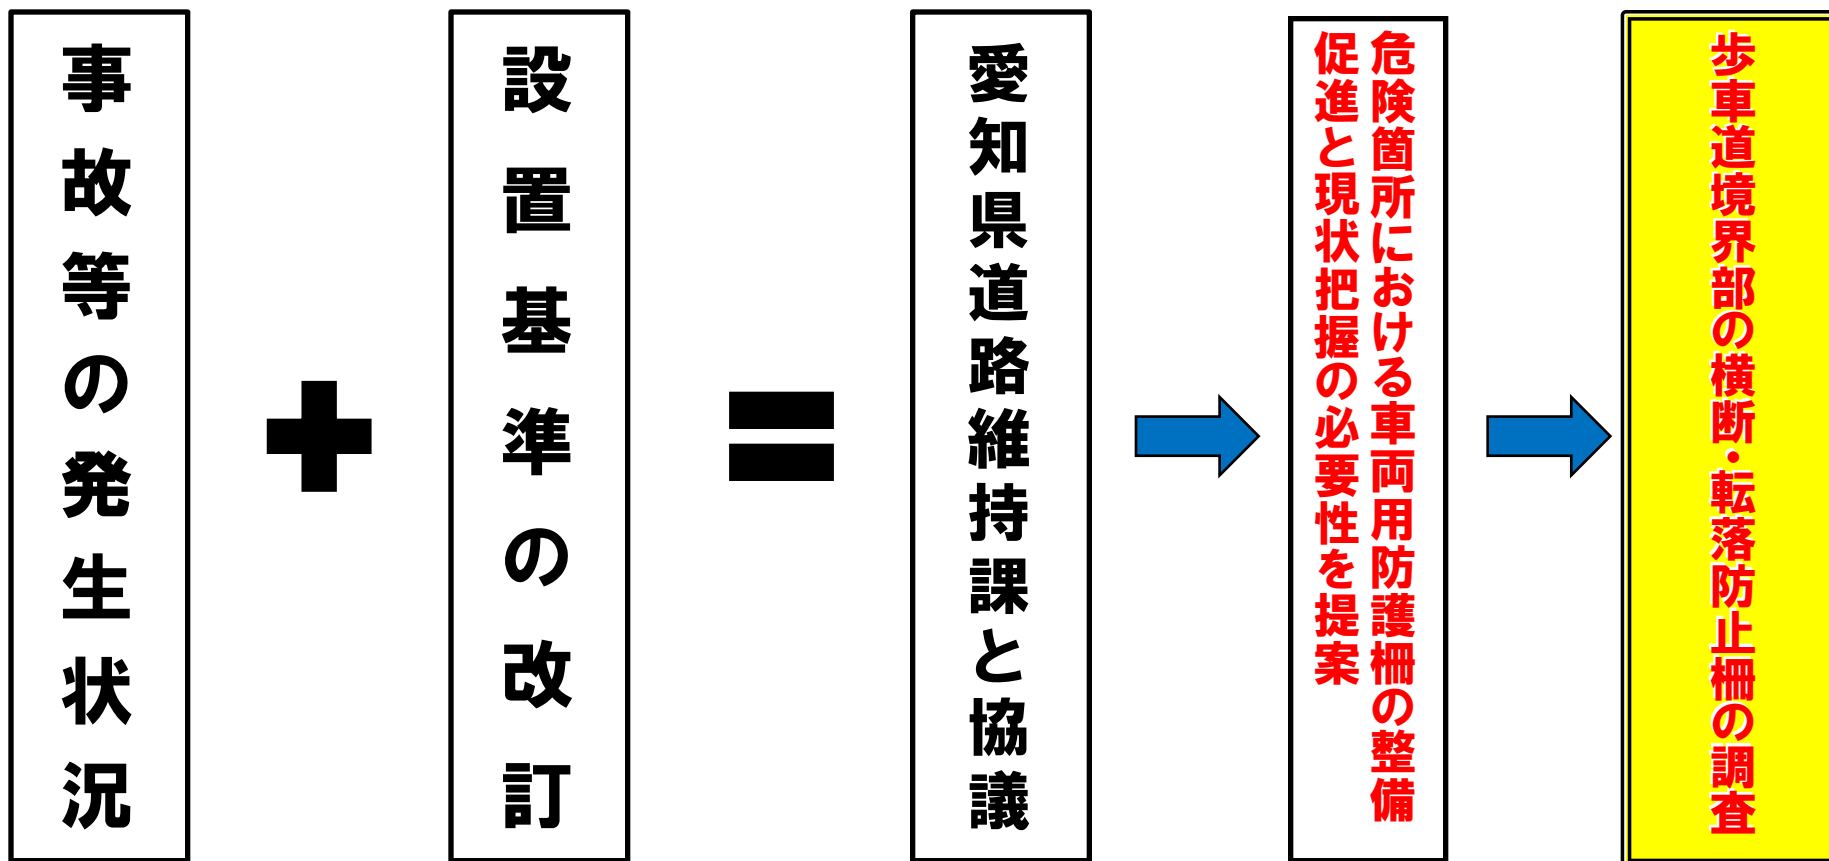 事故等の発生状況
設置基準の改訂
愛知県道路維持課と協議
危険箇所における車両用防護柵の整備
促進と現状把握の必要性を提案
歩車道境界部の横断・転落防止柵の調査